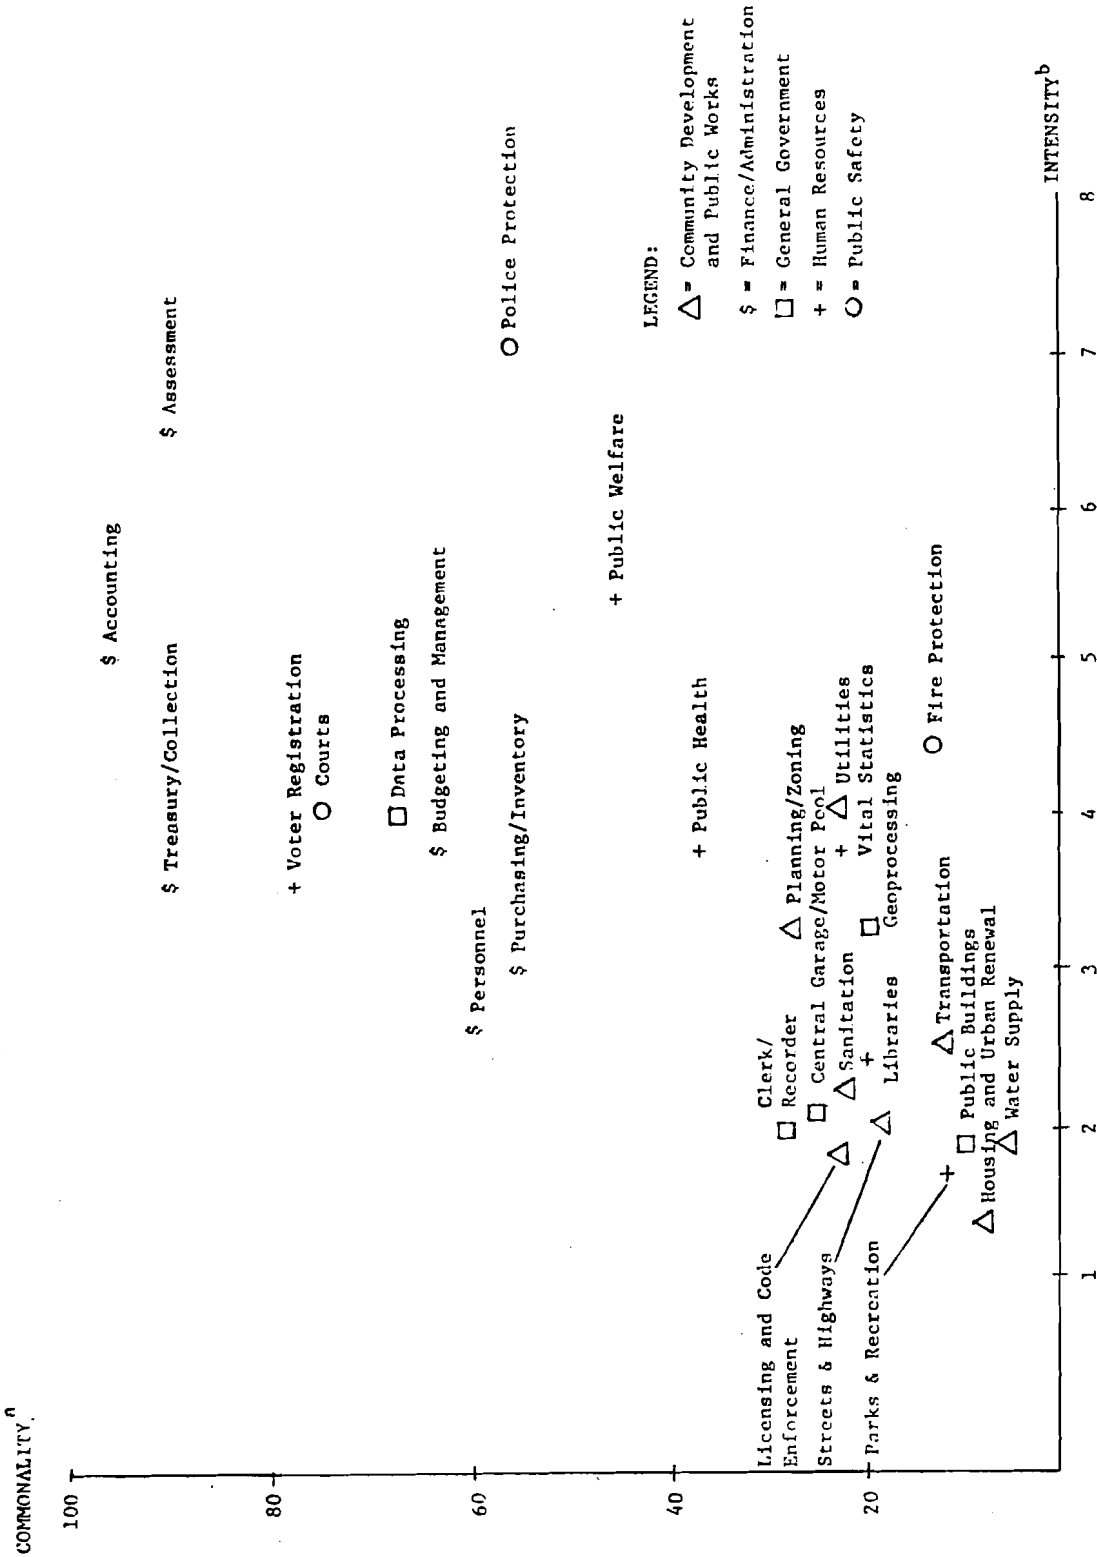 COMMONALITY.ª
100
80
60
40
20
$ Accounting
$ Treasury/Collection
$ Assessment
+ Voter Registration
○ Courts
□ Data Processing
$ Budgeting and Management
$ Personnel
$ Purchasing/Inventory
○ Police Protection
+ Public Welfare
+ Public Health
LEGEND:
△ = Community Development
and Public Works
$ = Finance/Administration
□ = General Government
+ = Human Resources
○ = Public Safety
Clerk/
□ Recorder
△ Planning/Zoning
□ Central Garage/Motor Pool
△ Sanitation
△ Utilities
+
Vital Statistics
□
Geoprocessing
+
Libraries
△
Licensing and Code
Enforcement
△
Streets & Highways
+
Parks & Recreation
○ Fire Protection
△ Transportation
□ Public Buildings
△ Housing and Urban Renewal
△ Water Supply
1
2
3
4
5
6
7
8
INTENSITYᵇ